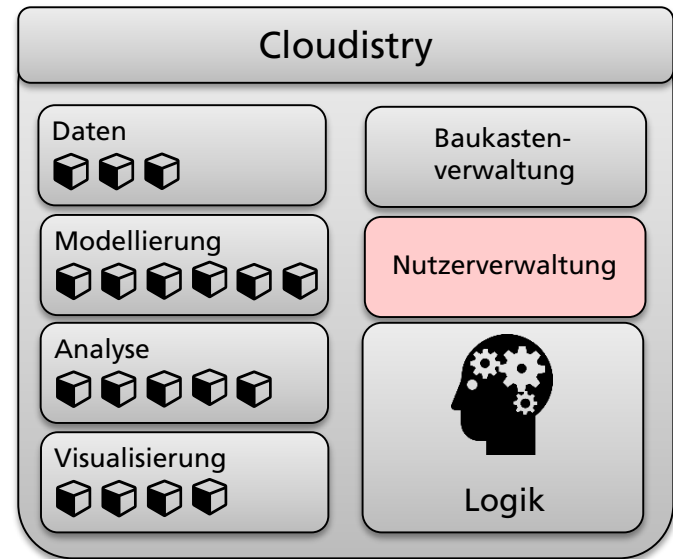 Cloudistry
Daten
Modellierung
Analyse
Visualisierung
Baukasten-
verwaltung
Nutzerverwaltung
Logik